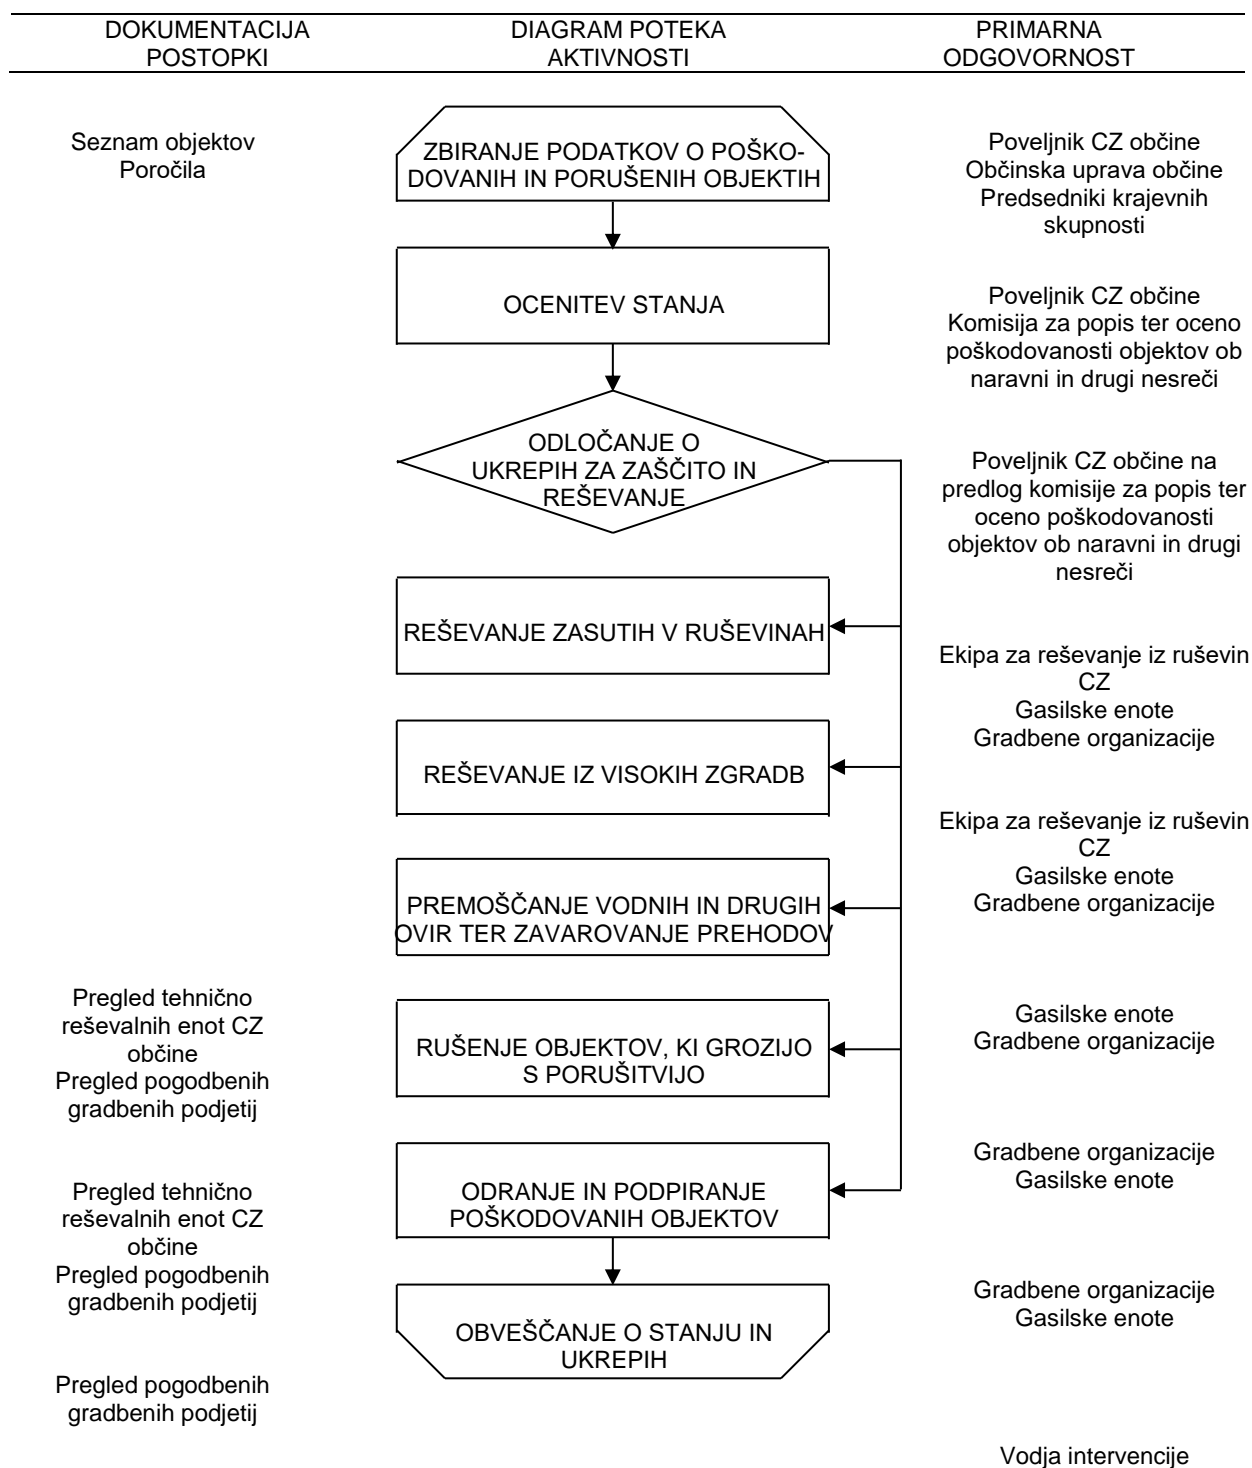 DOKUMENTACIJA
POSTOPKI
DIAGRAM POTEKA
AKTIVNOSTI
PRIMARNA
ODGOVORNOST
Seznam objektov
Poročila
ZBIRANJE PODATKOV O POŠKO-
DOVANIH IN PORUŠENIH OBJEKTIH
Poveljnik CZ občine
Občinska uprava občine
Predsedniki krajevnih
skupnosti
OCENITEV STANJA
Poveljnik CZ občine
Komisija za popis ter oceno
poškodovanosti objektov ob
naravni in drugi nesreči
ODLOČANJE O
UKREPIH ZA ZAŠČITO IN
REŠEVANJE
Poveljnik CZ občine na
predlog komisije za popis ter
oceno poškodovanosti
objektov ob naravni in drugi
nesreči
REŠEVANJE ZASUTIH V RUŠEVINAH
Ekipa za reševanje iz ruševin
CZ
Gasilske enote
Gradbene organizacije
REŠEVANJE IZ VISOKIH ZGRADB
Ekipa za reševanje iz ruševin
CZ
Gasilske enote
Gradbene organizacije
PREMOŠČANJE VODNIH IN DRUGIH
OVIR TER ZAVAROVANJE PREHODOV
Pregled tehnično
reševalnih enot CZ
občine
Pregled pogodbenih
gradbenih podjetij
RUŠENJE OBJEKTOV, KI GROZIJO
S PORUŠITVIJO
Gasilske enote
Gradbene organizacije
Pregled tehnično
reševalnih enot CZ
občine
Pregled pogodbenih
gradbenih podjetij
ODRANJE IN PODPIRANJE
POŠKODOVANIH OBJEKTOV
Gradbene organizacije
Gasilske enote
OBVEŠČANJE O STANJU IN
UKREPIH
Gradbene organizacije
Gasilske enote
Pregled pogodbenih
gradbenih podjetij
Vodja intervencije